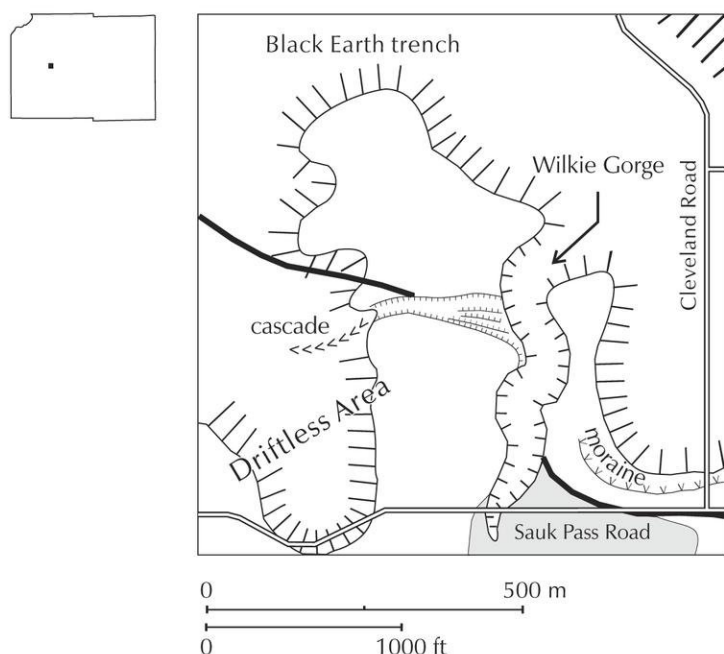 Black Earth trench
Wilkie Gorge
Cleveland Road
cascade
Driftless Area
moraine
Sauk Pass Road
0 500 m
0 1000 ft